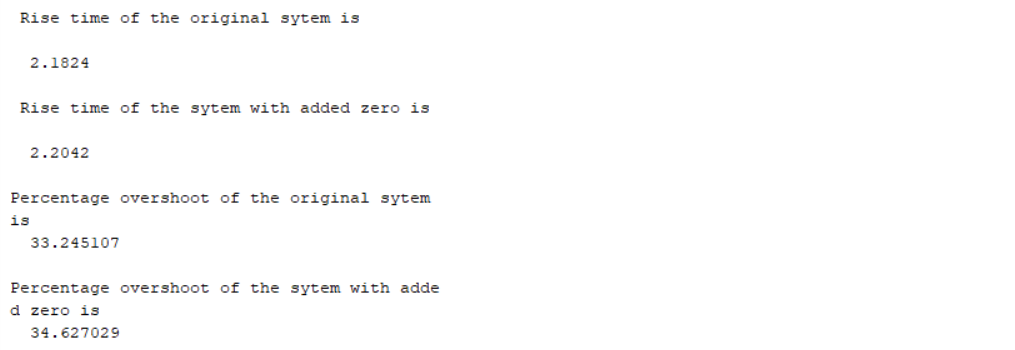 Rise time of the original sytem is
2.1824
Rise time of the sytem with added zero is
2.2042
Percentage overshoot of the original sytem
is
33.245107
Percentage overshoot of the sytem with adde
d zero is
34.627029